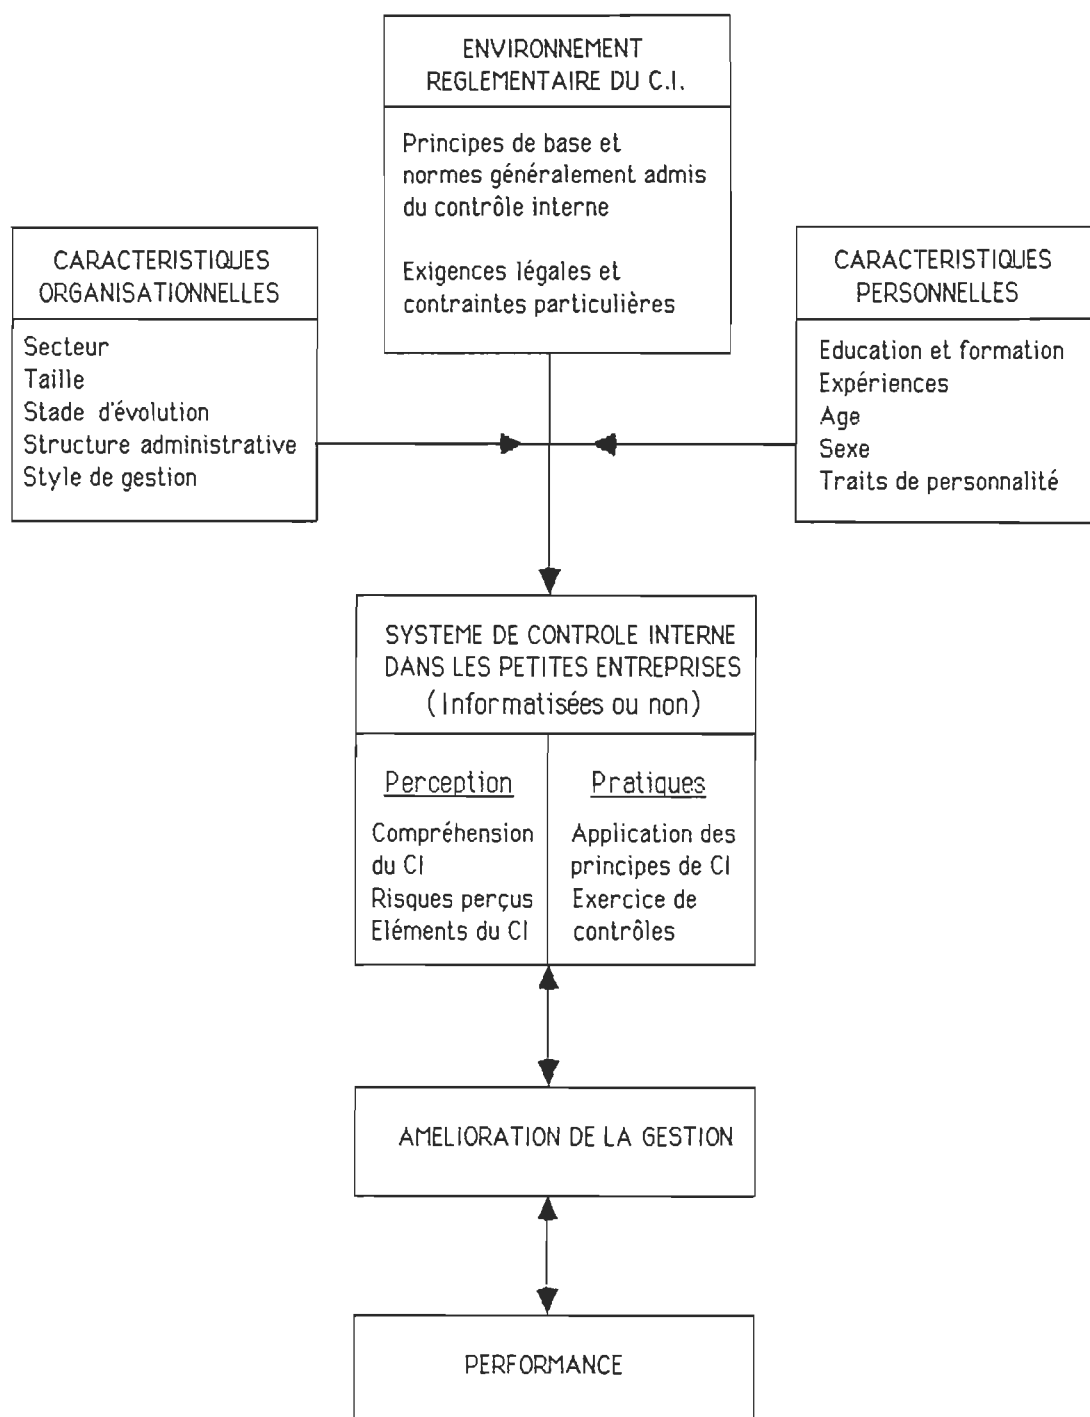 ENVIRONNEMENT
REGLEMENTAIRE DU C.I.
Principes de base et
normes généralement admis
du contrôle interne
Exigences légales et
contraintes particulières
CARACTERISTIQUES
ORGANISATIONNELLES
Secteur
Taille
Stade d'évolution
Structure administrative
Style de gestion
CARACTERISTIQUES
PERSONNELLES
Education et formation
Expériences
Age
Sexe
Traits de personnalité
SYSTEME DE CONTROLE INTERNE
DANS LES PETITES ENTREPRISES
(Informatisées ou non)
Perception
Compréhension
du CI
Risques perçus
Eléments du CI
Pratiques
Application des
principes de CI
Exercice de
contrôles
AMELIORATION DE LA GESTION
PERFORMANCE